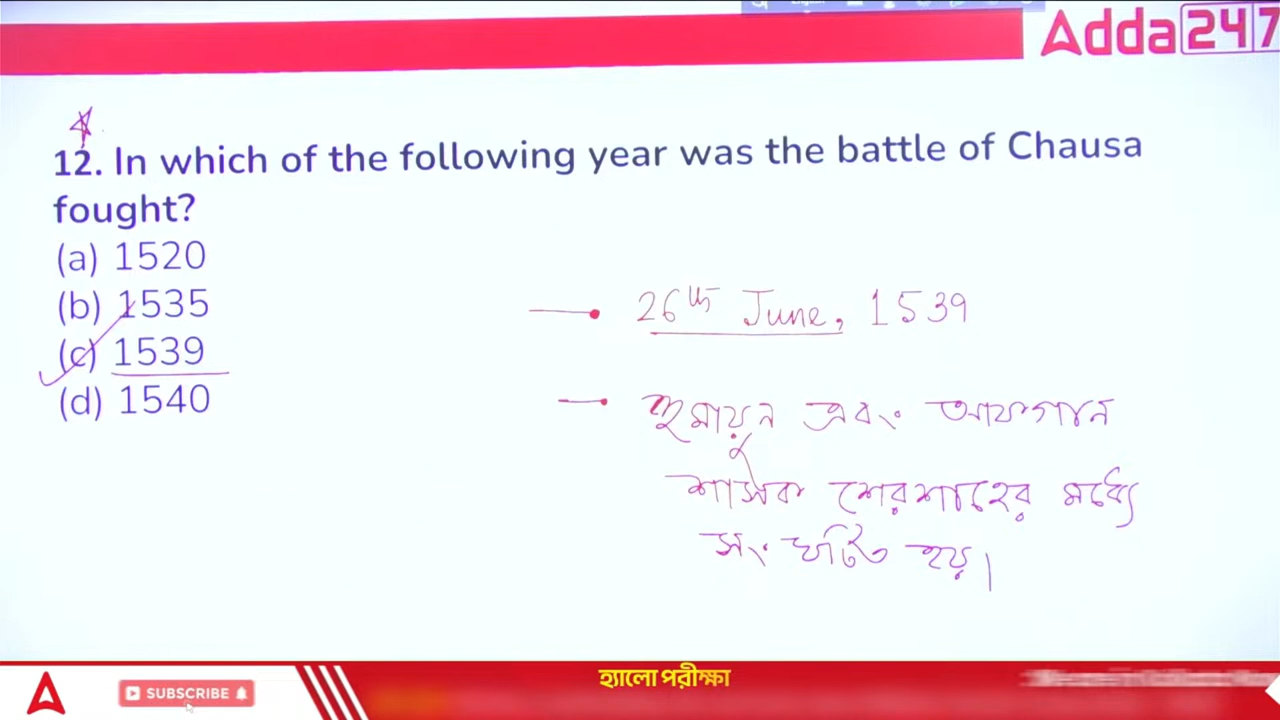 Adda247
12. In which of the following year was the battle of Chausa
fought?
(a) 1520
(b) 1535
(c) 1539
(d) 1540
26th June, 1539
হুমায়ুন এবং আফগান
শাসক শেরশাহের মধ্যে
সংঘটিত হয়।
হ্যালো পরীক্ষা
SUBSCRIBE